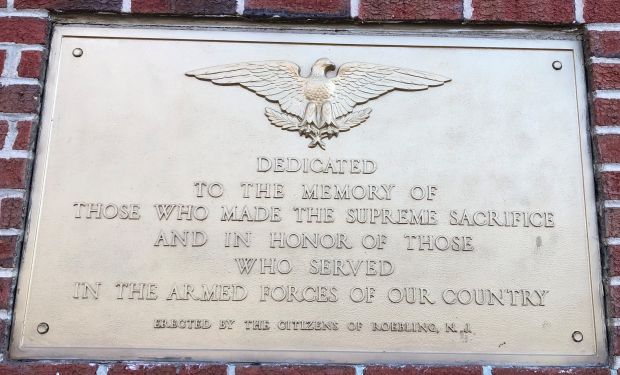 DEDICATED
TO THE MEMORY OF
THOSE WHO MADE THE SUPREME SACRIFICE
AND IN HONOR OF THOSE
WHO SERVED
IN THE ARMED FORCES OF OUR COUNTRY
ERECTED BY THE CITIZENS OF ROEBLING, N.J.